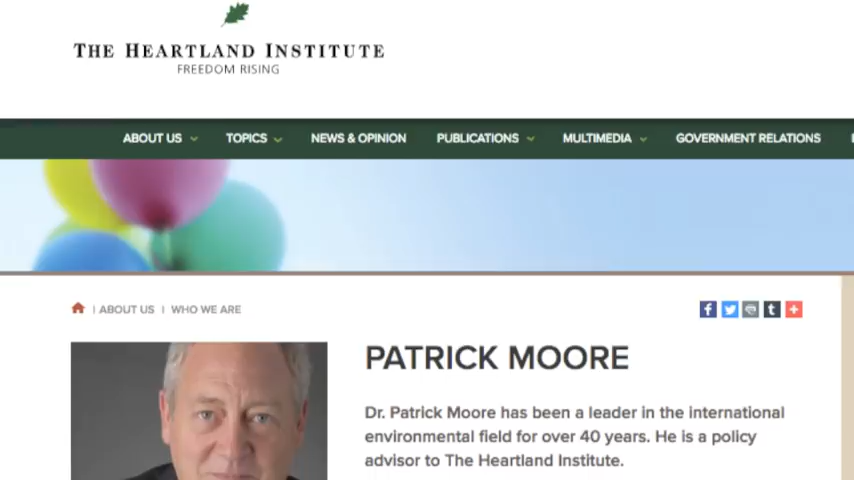 THE HEARTLAND INSTITUTE
FREEDOM RISING
ABOUT US TOPICS NEWS & OPINION PUBLICATIONS MULTIMEDIA GOVERNMENT RELATIONS
| ABOUT US | WHO WE ARE
f t +
PATRICK MOORE
Dr. Patrick Moore has been a leader in the international
environmental field for over 40 years. He is a policy
advisor to The Heartland Institute.